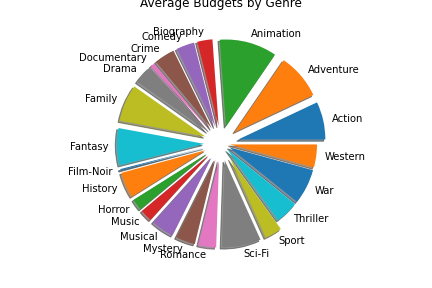 Average Budgets by Genre
Action
Adventure
Animation
Biography
Comedy
Crime
Documentary
Drama
Family
Fantasy
Film-Noir
History
Horror
Music
Musical
Mystery
Romance
Sci-Fi
Sport
Thriller
War
Western